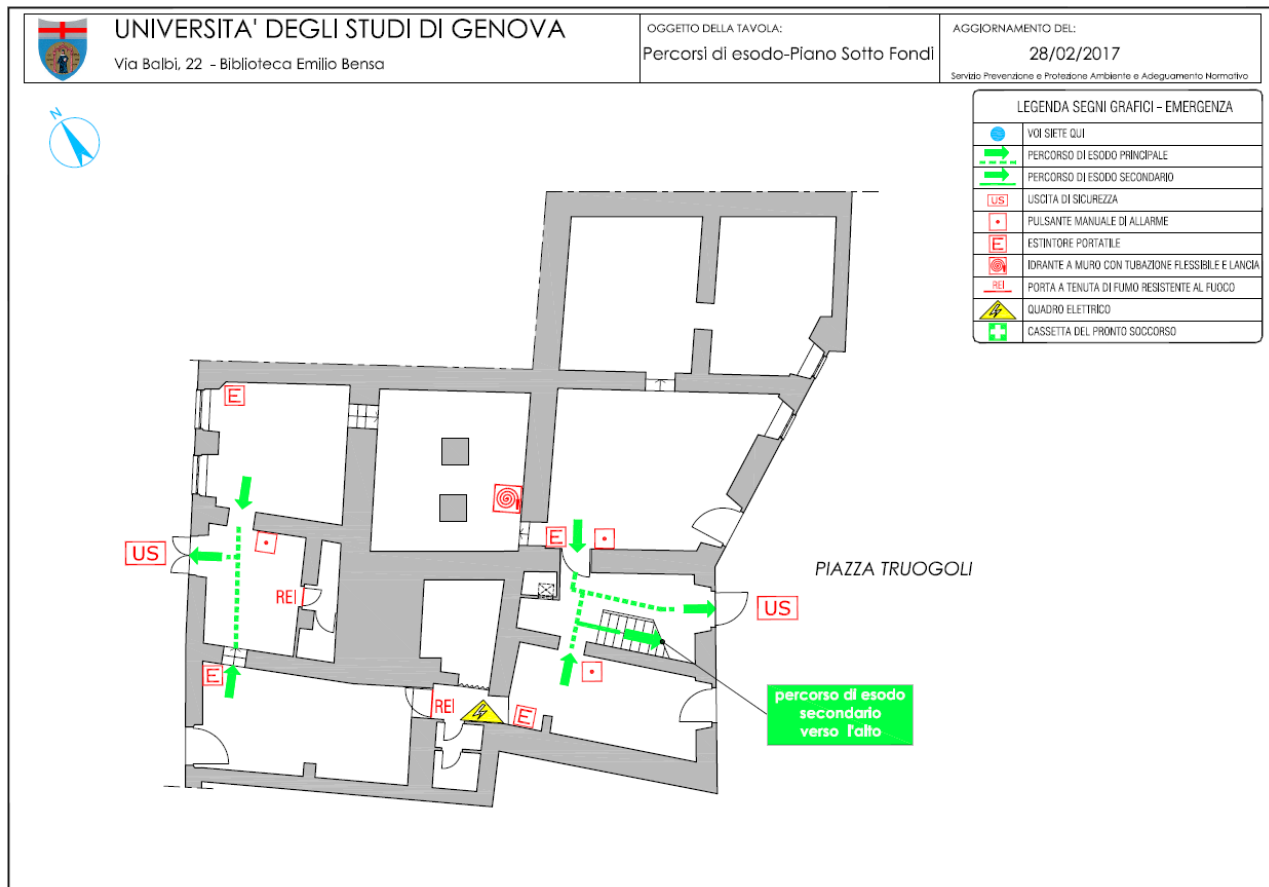 UNIVERSITA' DEGLI STUDI DI GENOVA
Via Balbi, 22 - Biblioteca Emilio Bensa
OGGETTO DELLA TAVOLA:
Percorsi di esodo-Piano Sotto Fondi
AGGIORNAMENTO DEL:
28/02/2017
Servizio Prevenzione e Protezione Ambiente e Adeguamento Normativo
N
LEGENDA SEGNI GRAFICI - EMERGENZA
VOI SIETE QUI
PERCORSO DI ESODO PRINCIPALE
PERCORSO DI ESODO SECONDARIO
US USCITA DI SICUREZZA
PULSANTE MANUALE DI ALLARME
E ESTINTORE PORTATILE
IDRANTE A MURO CON TUBAZIONE FLESSIBILE E LANCIA
REI PORTA A TENUTA DI FUMO RESISTENTE AL FUOCO
QUADRO ELETTRICO
CASSETTA DEL PRONTO SOCCORSO
E
US
E
PIAZZA TRUOGOLI
REI
US
E
REI
E
percorso di esodo
secondario
verso l'alto